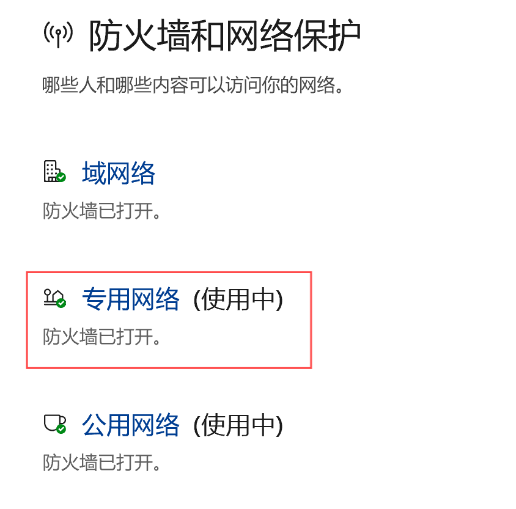 防火墙和网络保护
哪些人和哪些内容可以访问你的网络。
域网络
防火墙已打开。
专用网络 (使用中)
防火墙已打开。
公用网络 (使用中)
防火墙已打开。